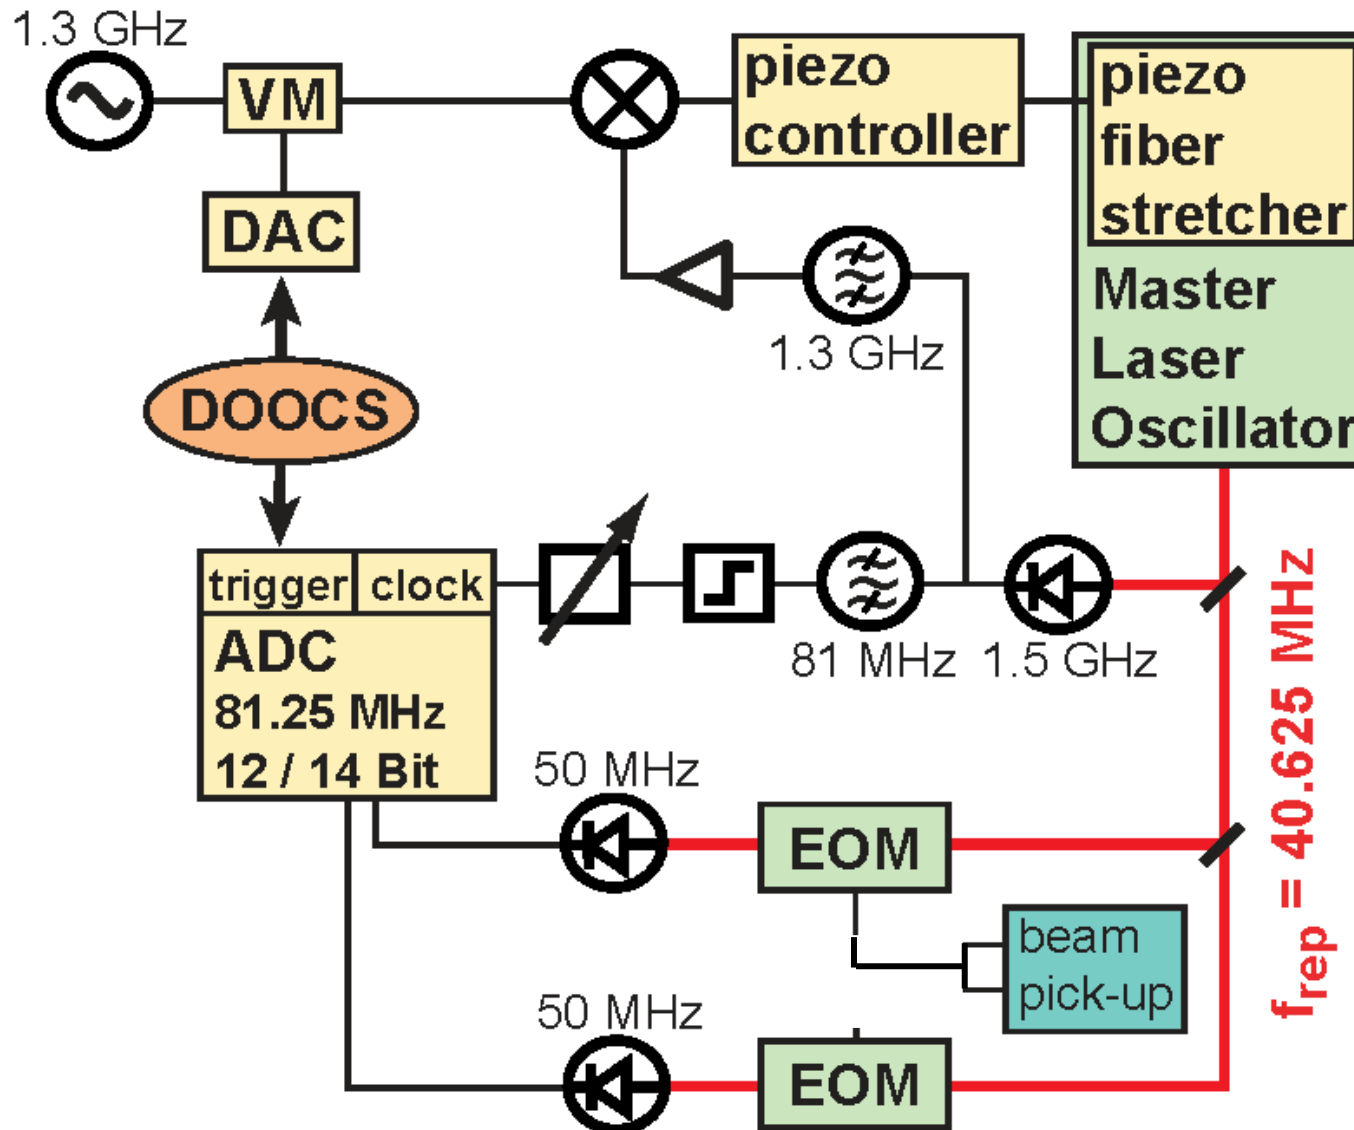 1.3 GHz
VM
piezo
controller
piezo
fiber
stretcher
DAC
Master
Laser
Oscillator
1.3 GHz
DOOCS
trigger
clock
ADC
81.25 MHz
12 / 14 Bit
81 MHz
1.5 GHz
50 MHz
EOM
beam
pick-up
50 MHz
EOM
frep = 40.625 MHz